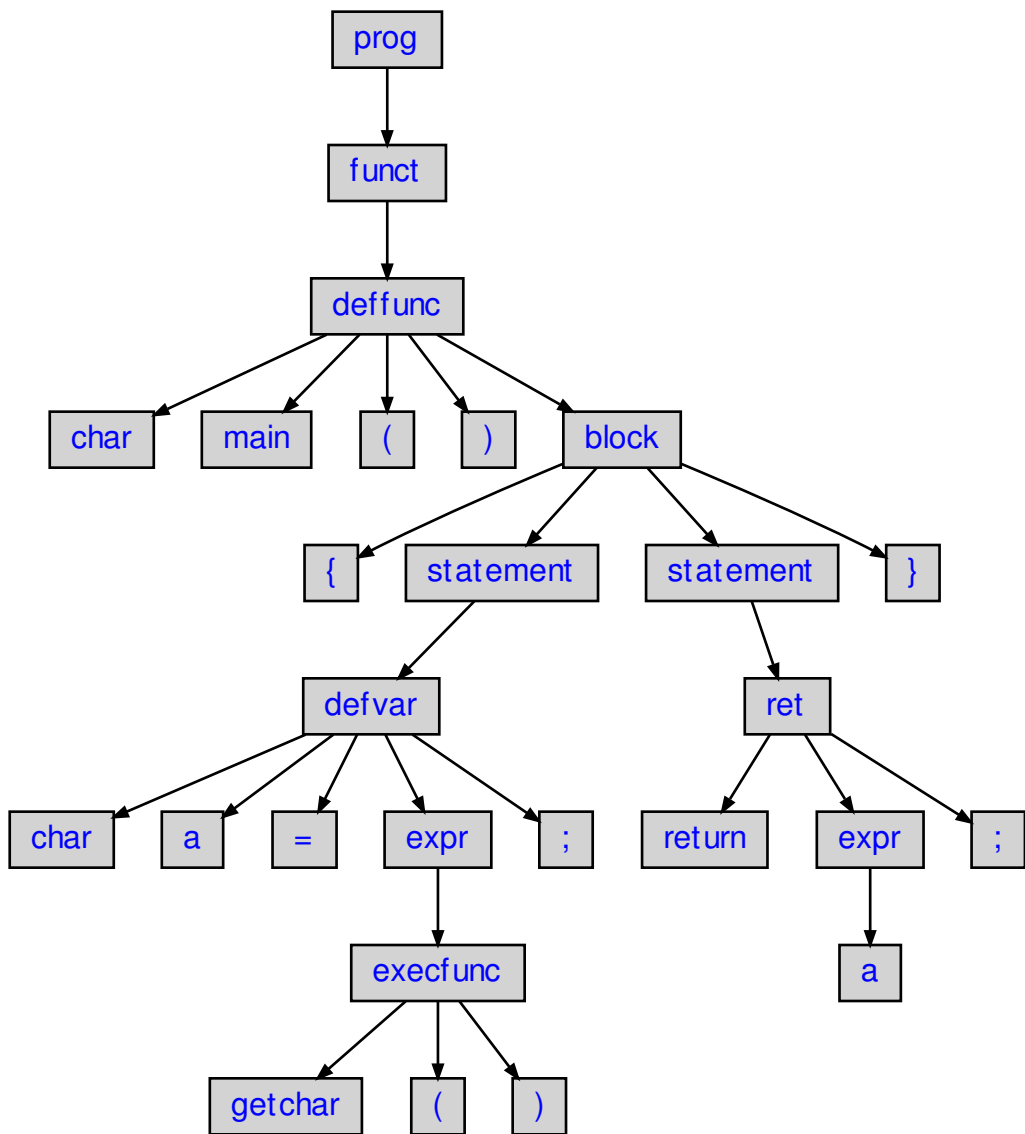 prog
funct
deffunc
char main ( ) block
{ statement statement }
defvar ret
char a = expr ; return expr ;
execfunc a
getchar ( )